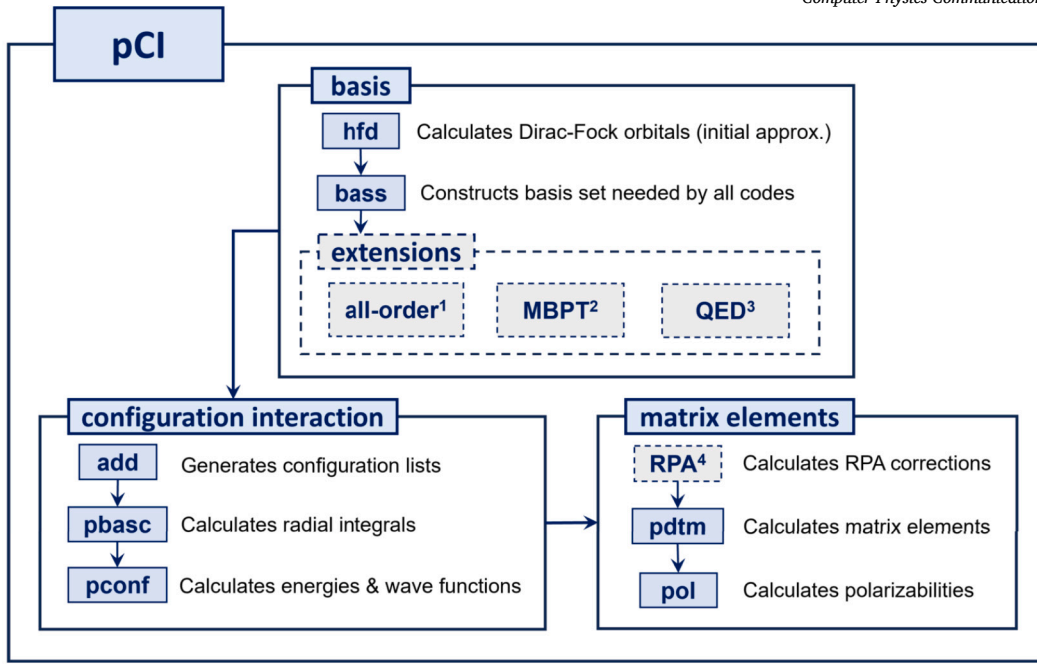 Computer Physics Communication
pCI
basis
hfd Calculates Dirac-Fock orbitals (initial approx.)
bass Constructs basis set needed by all codes
extensions
all-order¹ MBPT² QED³
configuration interaction
add Generates configuration lists
pbasc Calculates radial integrals
pconf Calculates energies & wave functions
matrix elements
RPA⁴ Calculates RPA corrections
pdtm Calculates matrix elements
pol Calculates polarizabilities